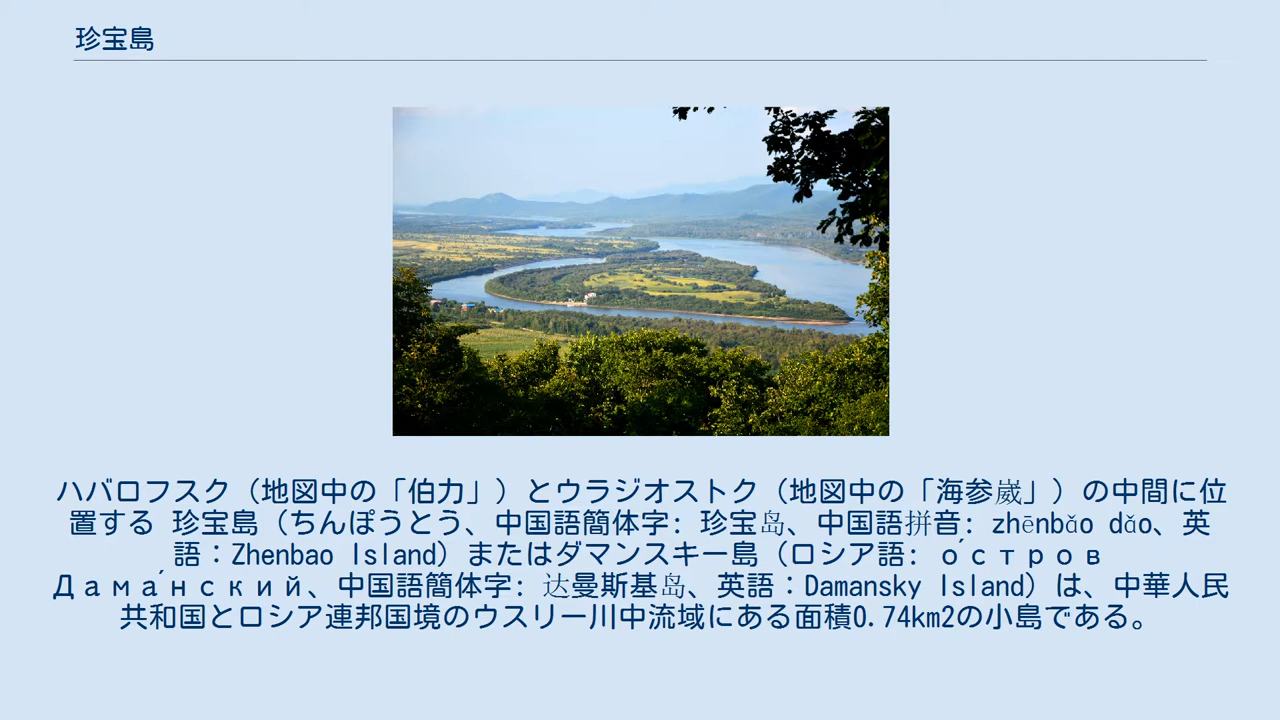 珍宝島
ハバロフスク（地図中の「伯力」）とウラジオストク（地図中の「海参崴」）の中間に位
置する 珍宝島（ちんぽうとう、中国語簡体字: 珍宝岛、中国語拼音: zhēnbǎo dǎo、英
語：Zhenbao Island）またはダマンスキー島（ロシア語: о́стров
Дама́нский、中国語簡体字: 达曼斯基岛、英語：Damansky Island）は、中華人民
共和国とロシア連邦国境のウスリー川中流域にある面積0.74km2の小島である。